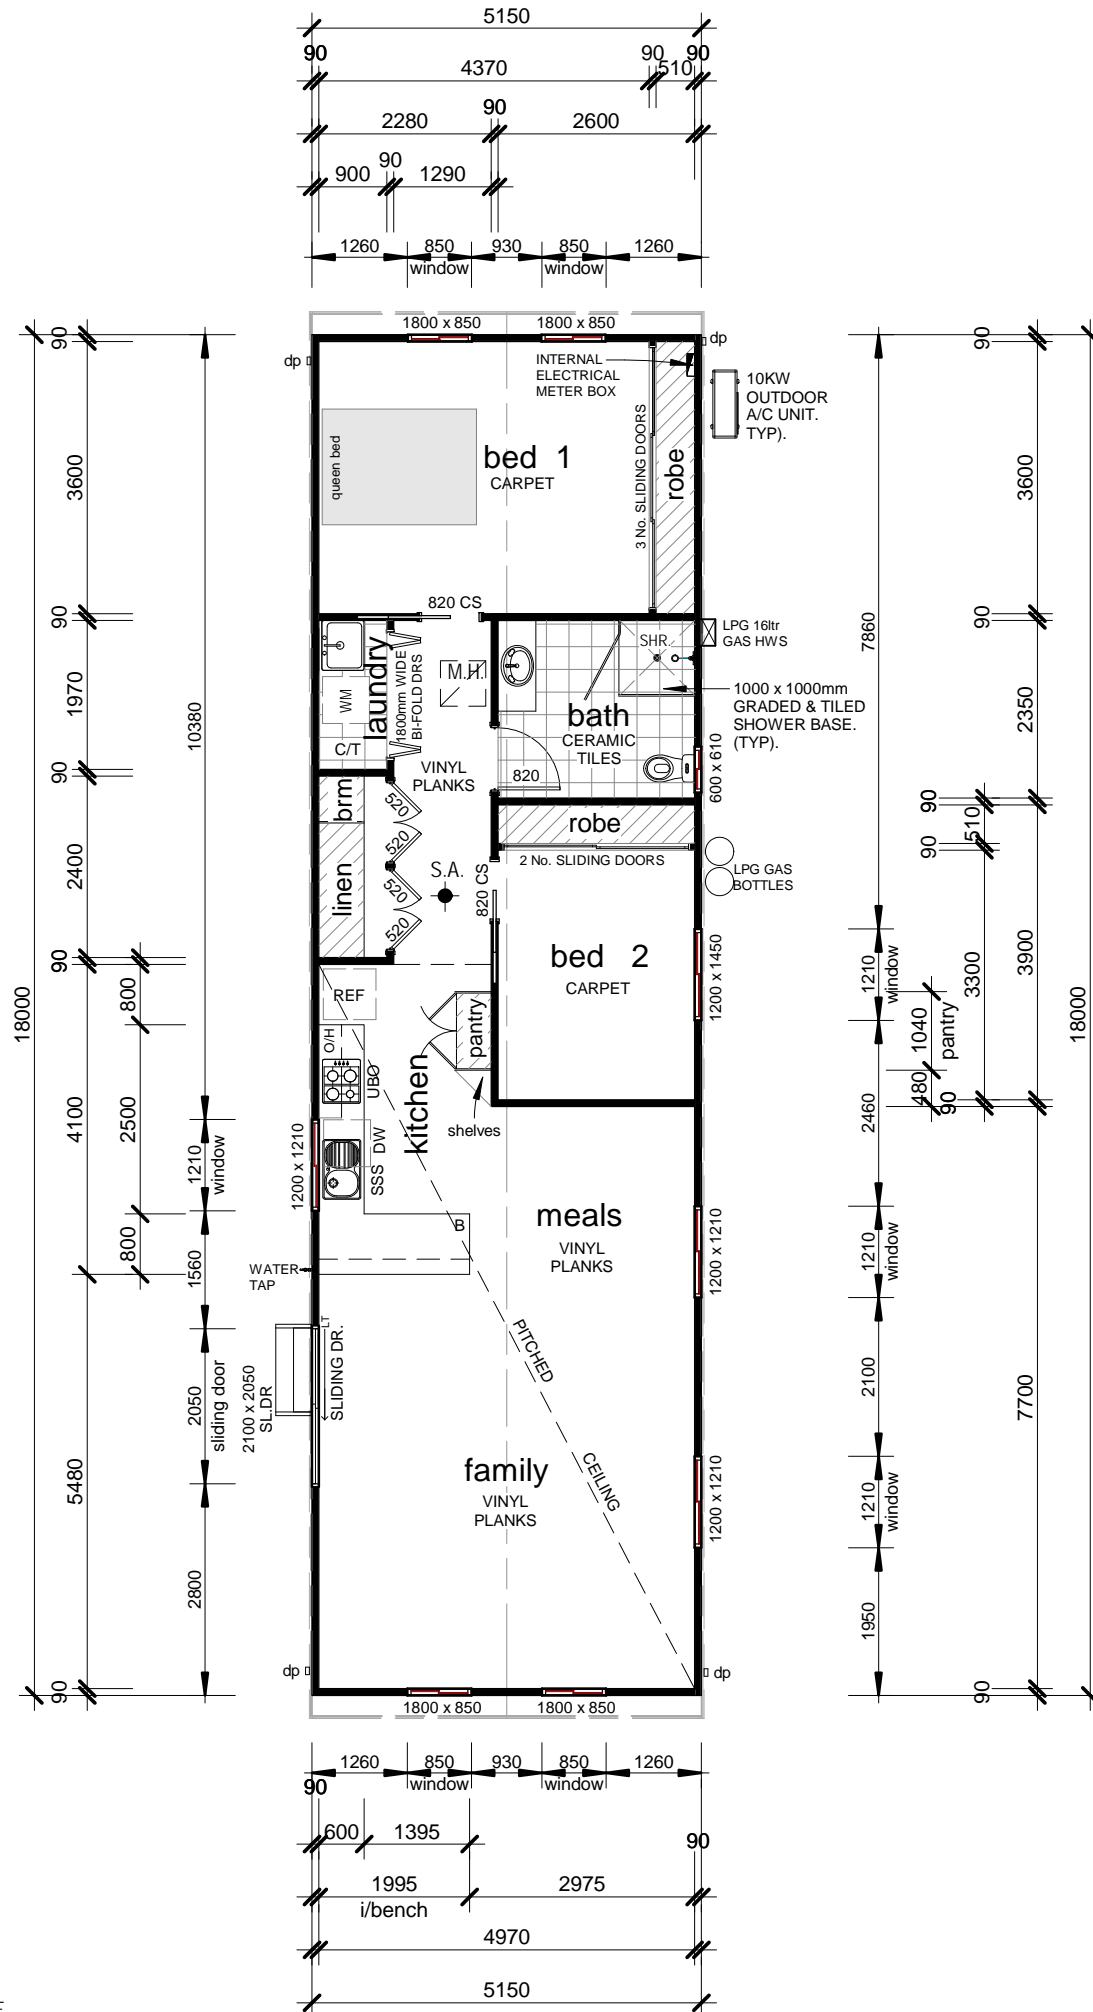 5150
90
4370
90
510
90
2280
90
2600
900
90
1290
1260
850
930
850
1260
window
window
1800 x 850
1800 x 850
dp
dp
INTERNAL
ELECTRICAL
METER BOX
10KW
OUTDOOR
A/C UNIT.
TYP).
queen bed
bed 1
CARPET
3 No. SLIDING DOORS
robe
820 CS
LPG 16ltr
GAS HWS
laundry
WM
C/T
1800mm WIDE
BI-FOLD DRS
M.H.
SHR.
1000 x 1000mm
GRADED & TILED
SHOWER BASE.
(TYP).
bath
CERAMIC
TILES
820
600 x 610
VINYL
PLANKS
brm
linen
520
520
520
520
S.A.
820 CS
robe
2 No. SLIDING DOORS
LPG GAS
BOTTLES
bed 2
CARPET
1200 x 1450
REF
O/H
UBO
pantry
kitchen
shelves
DW
SSS
1200 x 1210
B
meals
VINYL
PLANKS
1200 x 1210
WATER
TAP
LT
SLIDING DR.
2100 x 2050
SL.DR
PITCHED
CEILING
family
VINYL
PLANKS
1200 x 1210
dp
dp
1800 x 850
1800 x 850
18000
90
3600
90
1970
90
2400
90
4100
5480
90
800
2500
800
10380
1210
window
1560
2050
sliding door
2800
7860
1210
window
2460
1210
window
2100
1210
window
1950
1040
pantry
480
90
510
90
3300
90
90
3600
90
2350
3900
7700
90
18000
1260
850
930
850
1260
window
window
90
600
1395
90
1995
2975
i/bench
4970
5150